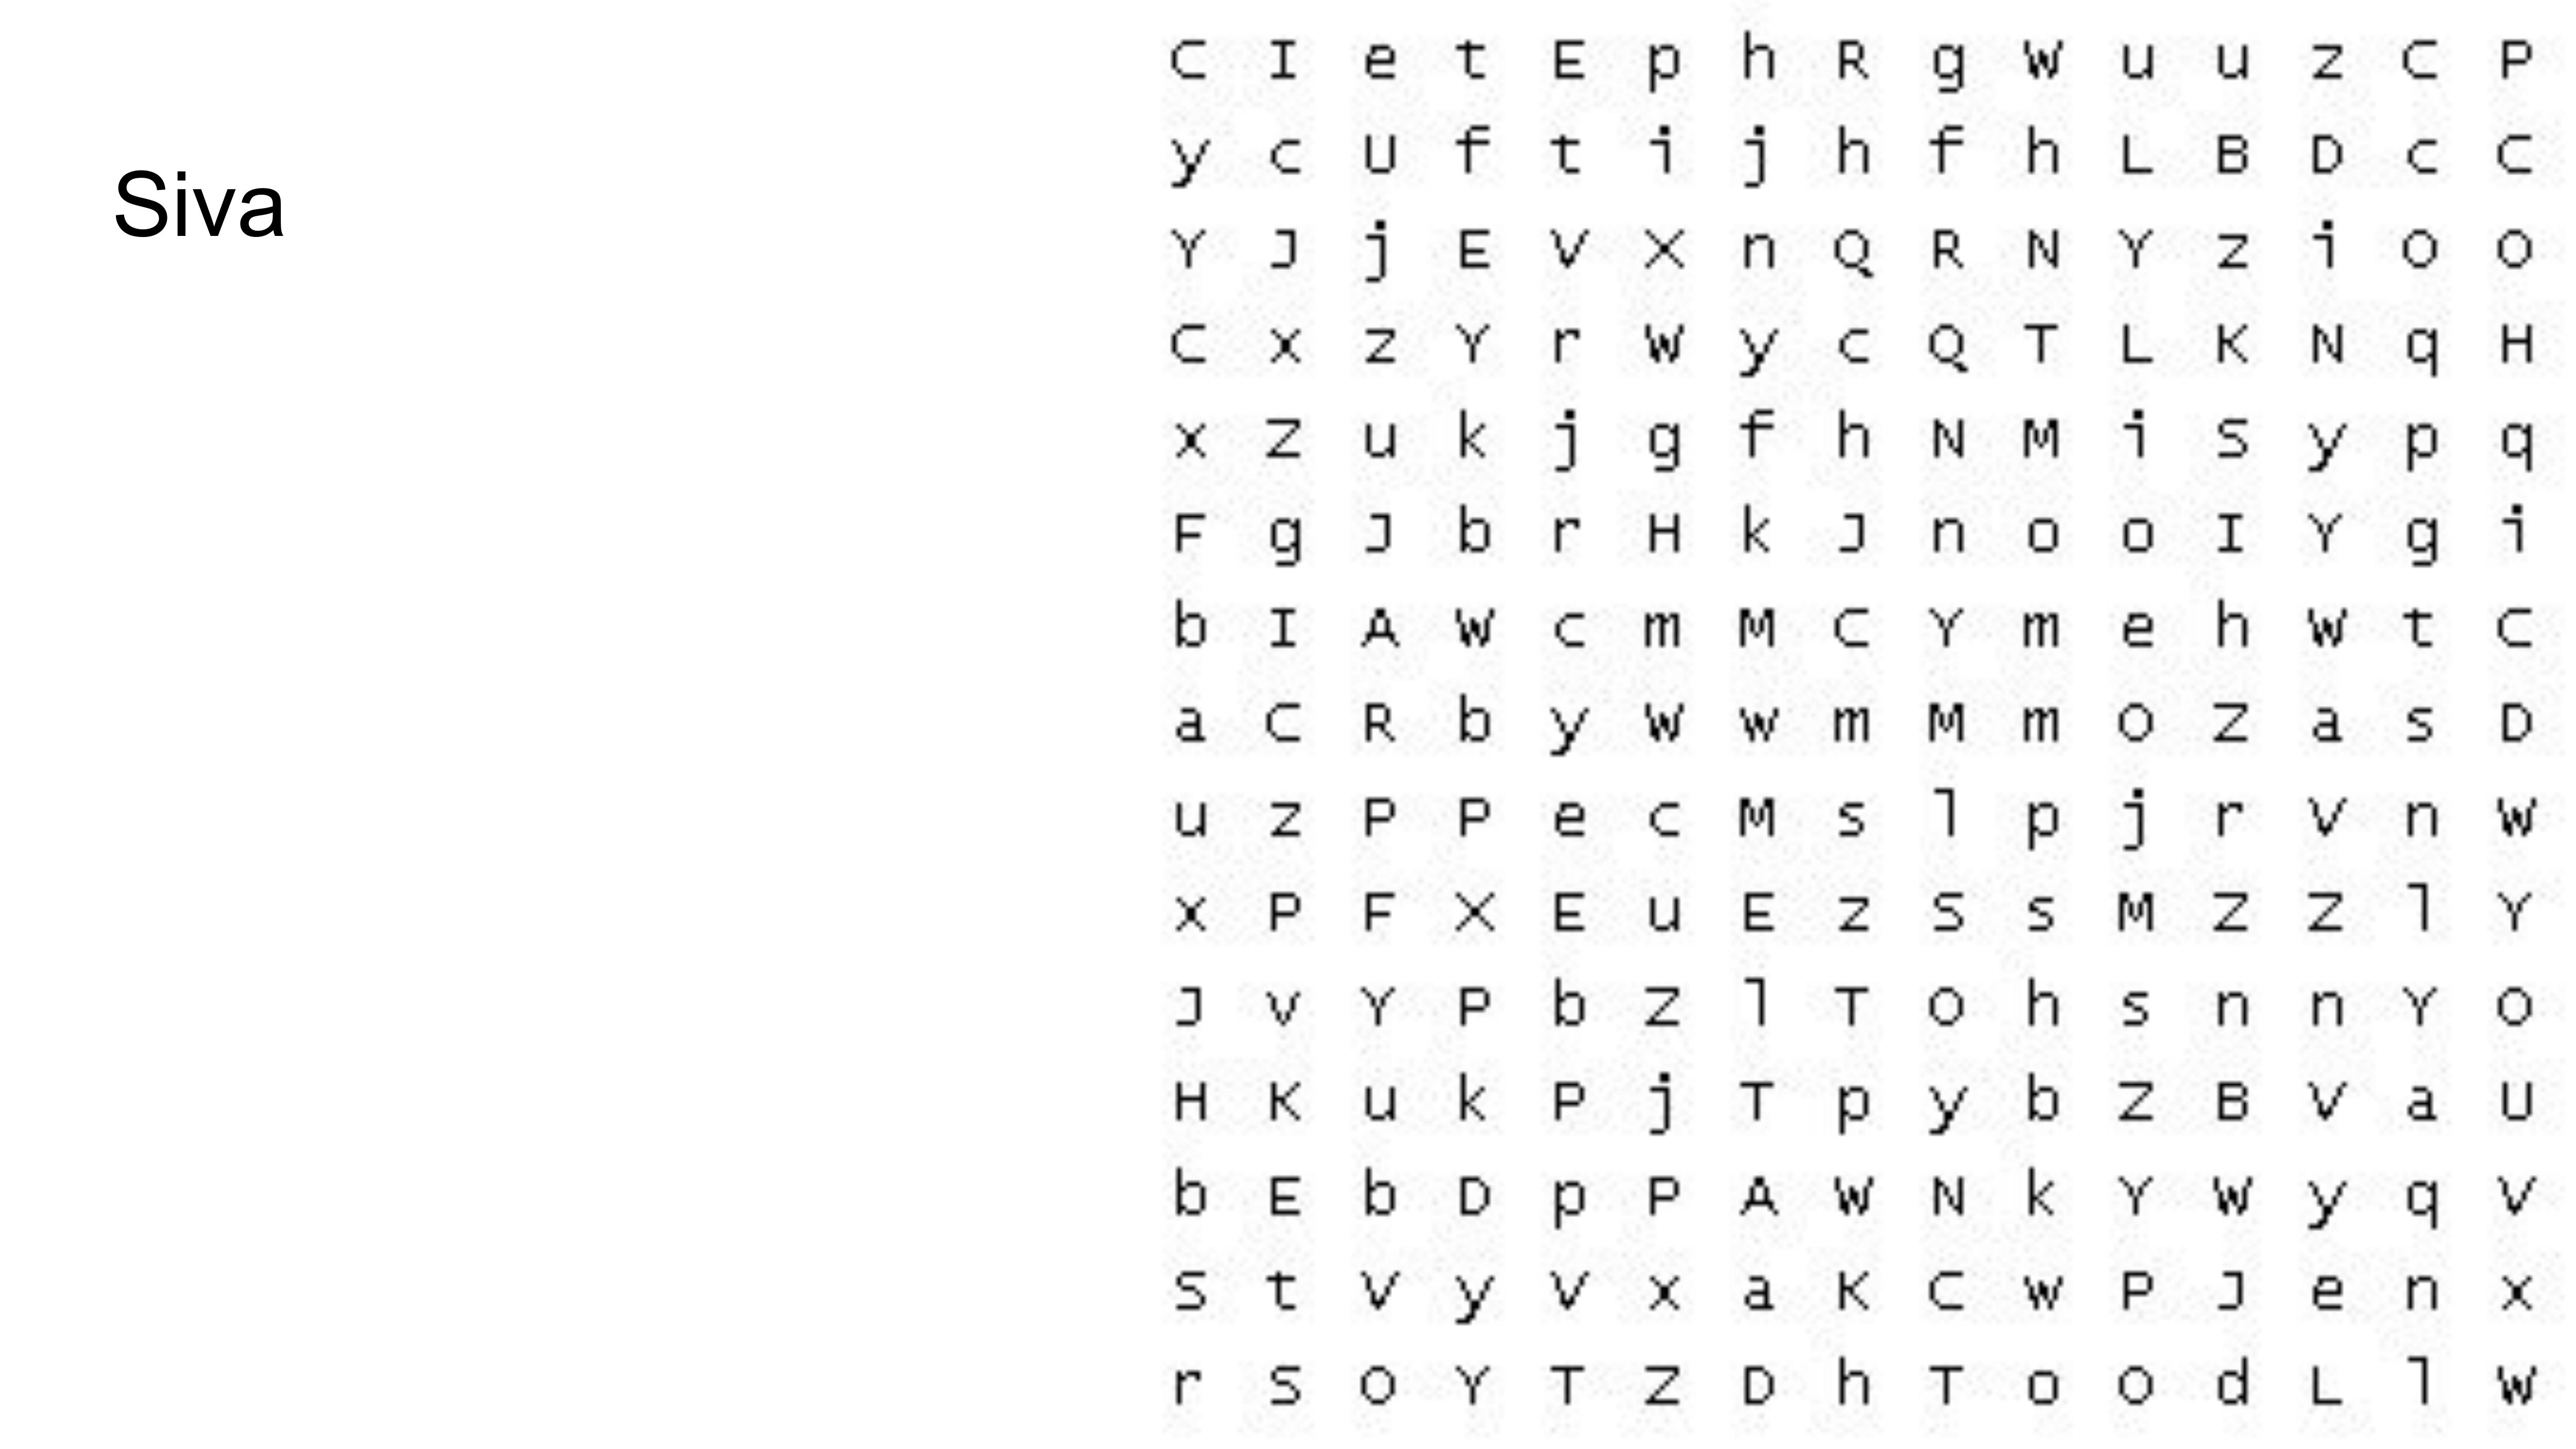 Siva
C I e t E p h R g W u u z C P
y c U f t i j h f h L B D c C
Y J j E V X n Q R N Y z i O O
C x z Y r W y c Q T L K N q H
x Z u k j g f h N M i S y p q
F g J b r H k J n o o I Y g i
b I A W c m M C Y m e h W t C
a C R b y W w m M m O Z a s D
u z P P e c M s l p j r V n W
x P F X E u E z S s M Z Z l Y
J v Y P b Z l T O h s n n Y O
H K u k P j T p y b Z B V a U
b E b D p P A W N k Y W y q V
S t V y V x a K C w P J e n x
r S O Y T Z D h T o O d L l W